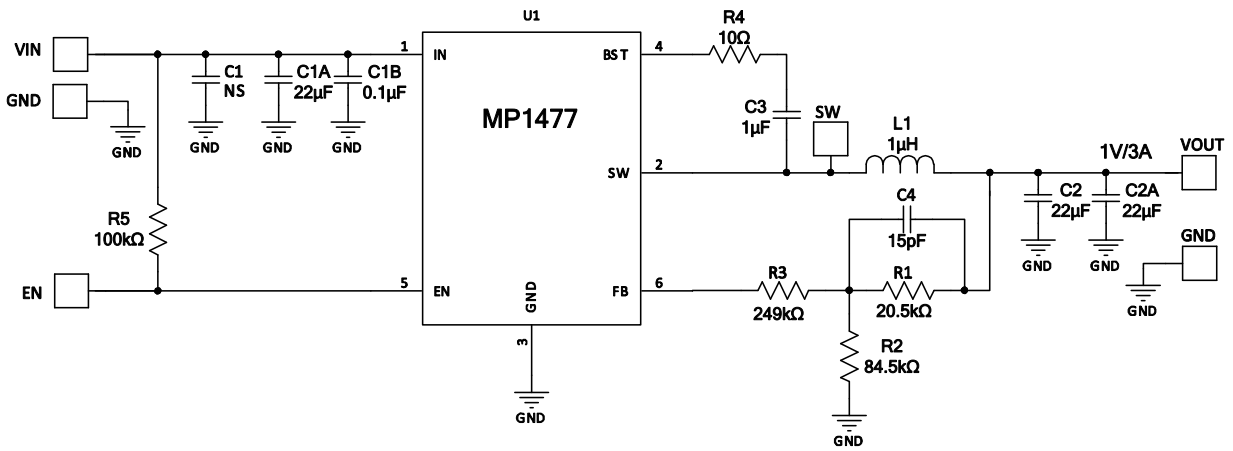 U1
VIN
GND
GND
R5
100kΩ
EN
C1
NS
GND
C1A
22µF
GND
C1B
0.1µF
GND
1
IN
5
EN
MP1477
GND
3
GND
BST
4
SW
2
FB
6
R4
10Ω
C3
1µF
SW
L1
1µH
C4
15pF
R3
249kΩ
R1
20.5kΩ
R2
84.5kΩ
GND
1V/3A
VOUT
C2
22µF
GND
C2A
22µF
GND
GND
GND